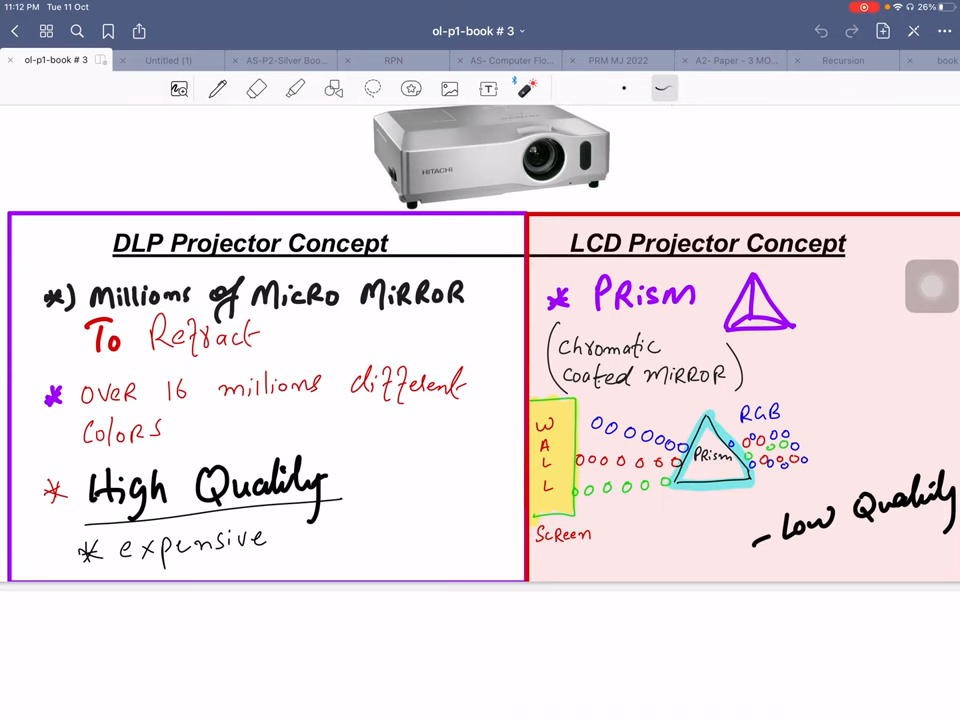 11:12 PM Tue 11 Oct
26%
ol-p1-book # 3
ol-p1-book # 3
Untitled (1)
AS-P2-Silver Boo...
RPN
AS- Computer Flo...
PRM MJ 2022
A2- Paper - 3 MO...
Recursion
book
HITACHI
DLP Projector Concept
*) Millions of Micro MiRROR
To Refract
* over 16 millions different
colors
* High Quality
* expensive
LCD Projector Concept
* PRism
(chromatic
coated MiRROR)
RGB
WALL
PRism
Screen
- Low Quality